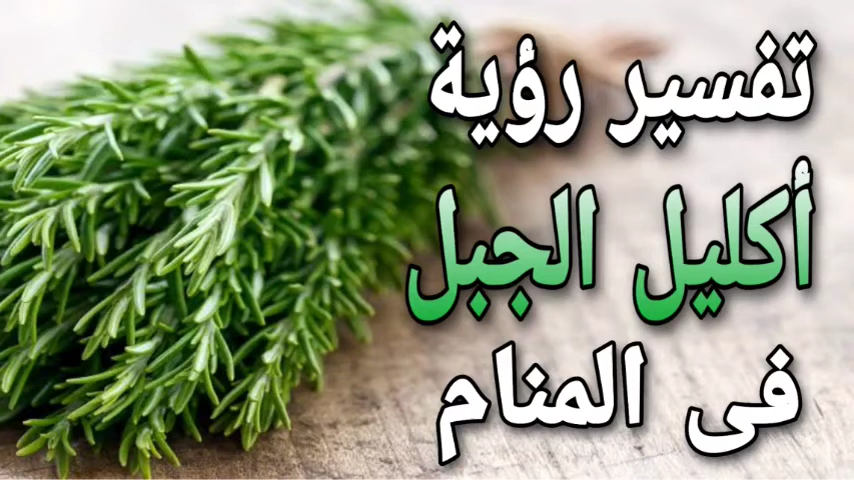 تفسير رؤية
أكليل الجبل
فى المنام